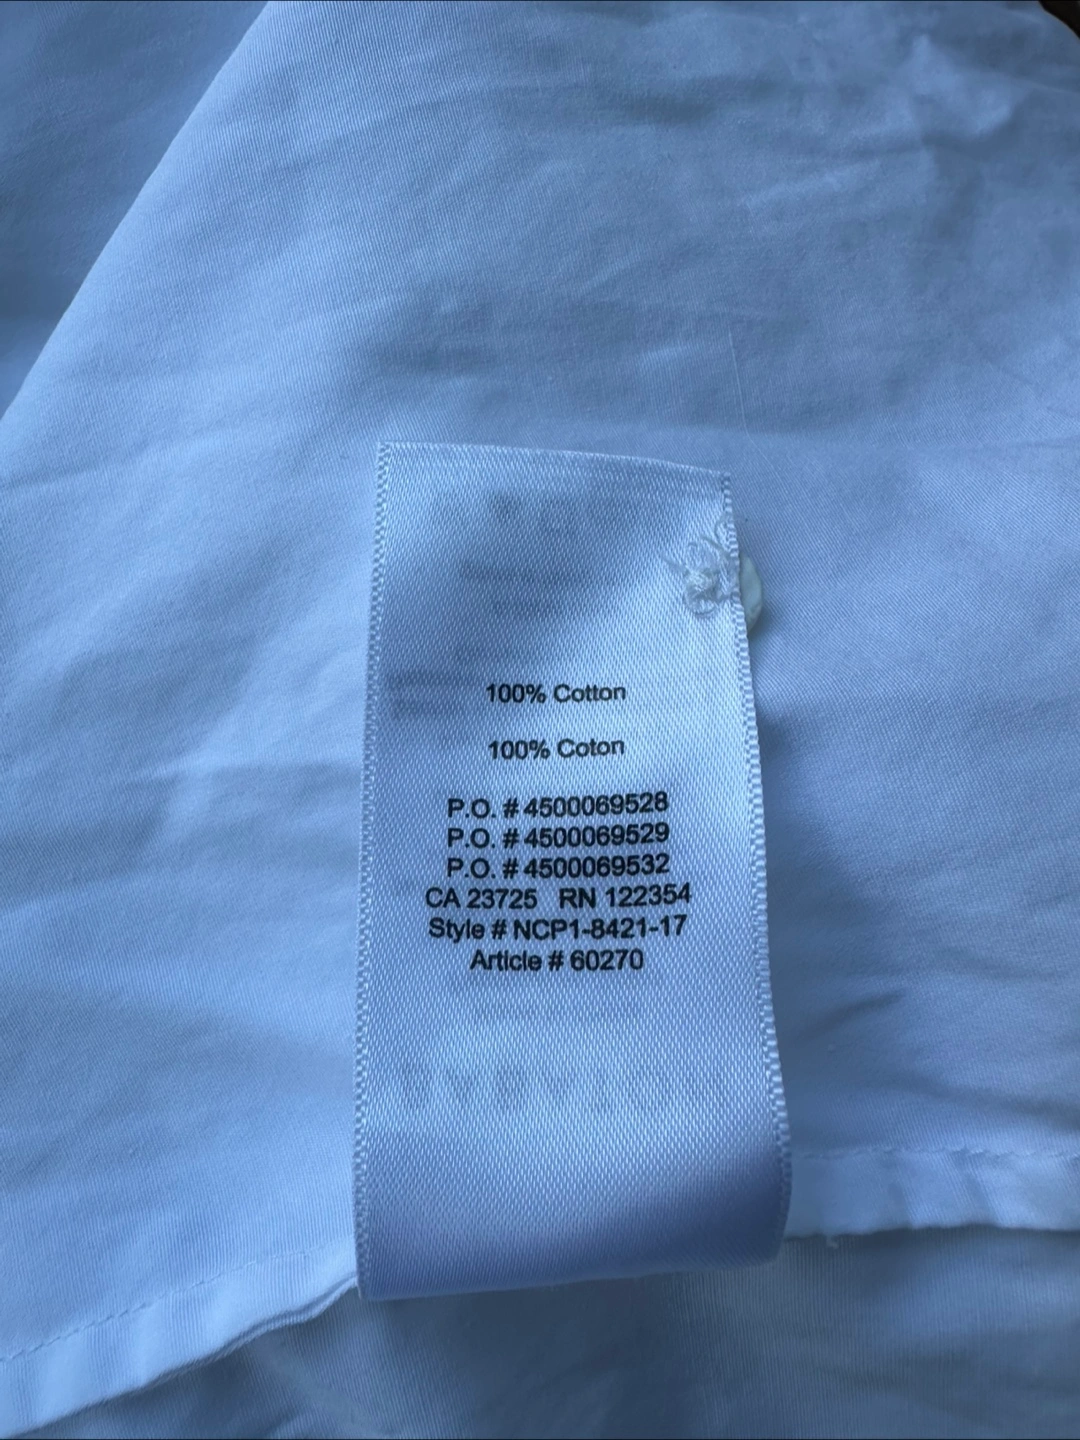 100% Cotton
100% Coton
P.O. # 4500069528
P.O. # 4500069529
P.O. # 4500069532
CA 23725 RN 122354
Style # NCP1-8421-17
Article # 60270